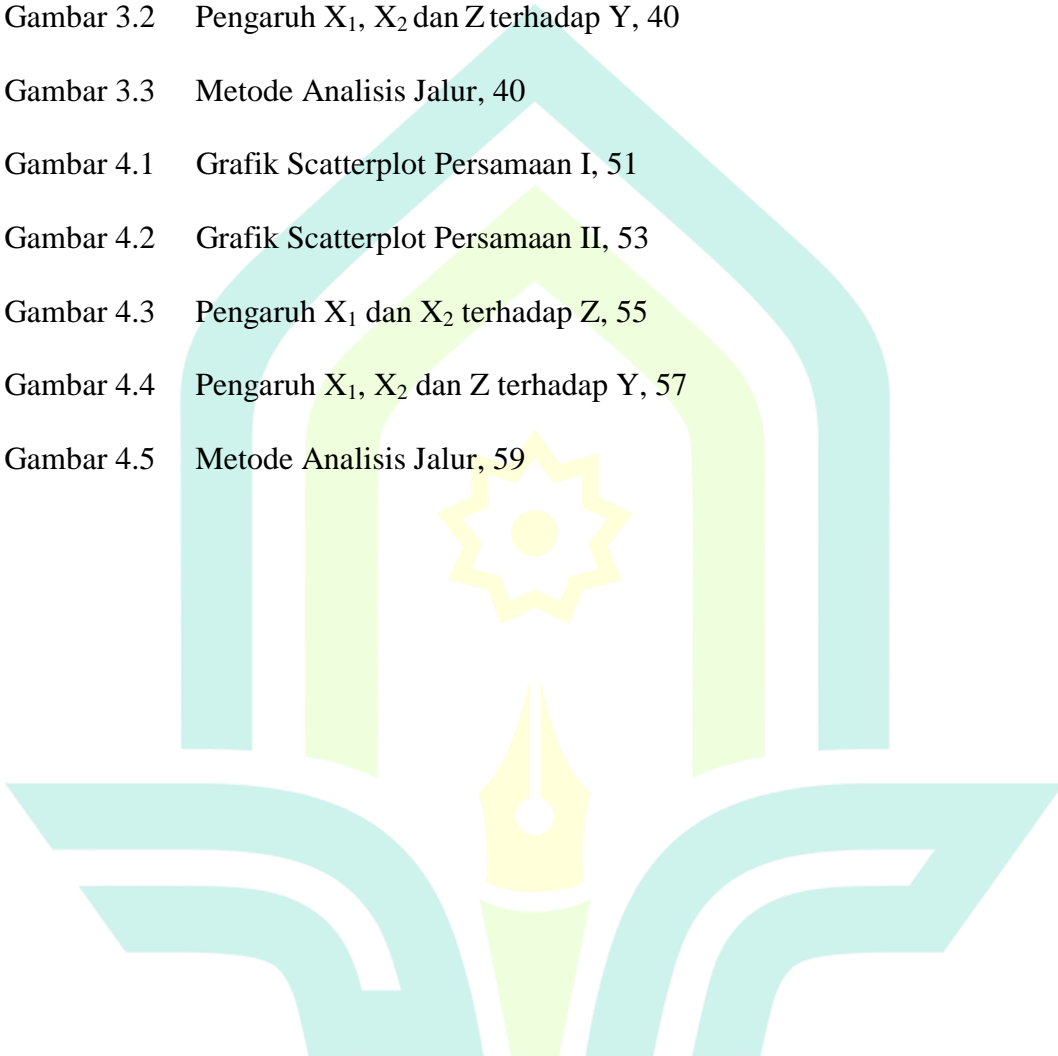 Gambar 3.2 Pengaruh X₁, X₂ dan Z terhadap Y, 40
Gambar 3.3 Metode Analisis Jalur, 40
Gambar 4.1 Grafik Scatterplot Persamaan I, 51
Gambar 4.2 Grafik Scatterplot Persamaan II, 53
Gambar 4.3 Pengaruh X₁ dan X₂ terhadap Z, 55
Gambar 4.4 Pengaruh X₁, X₂ dan Z terhadap Y, 57
Gambar 4.5 Metode Analisis Jalur, 59